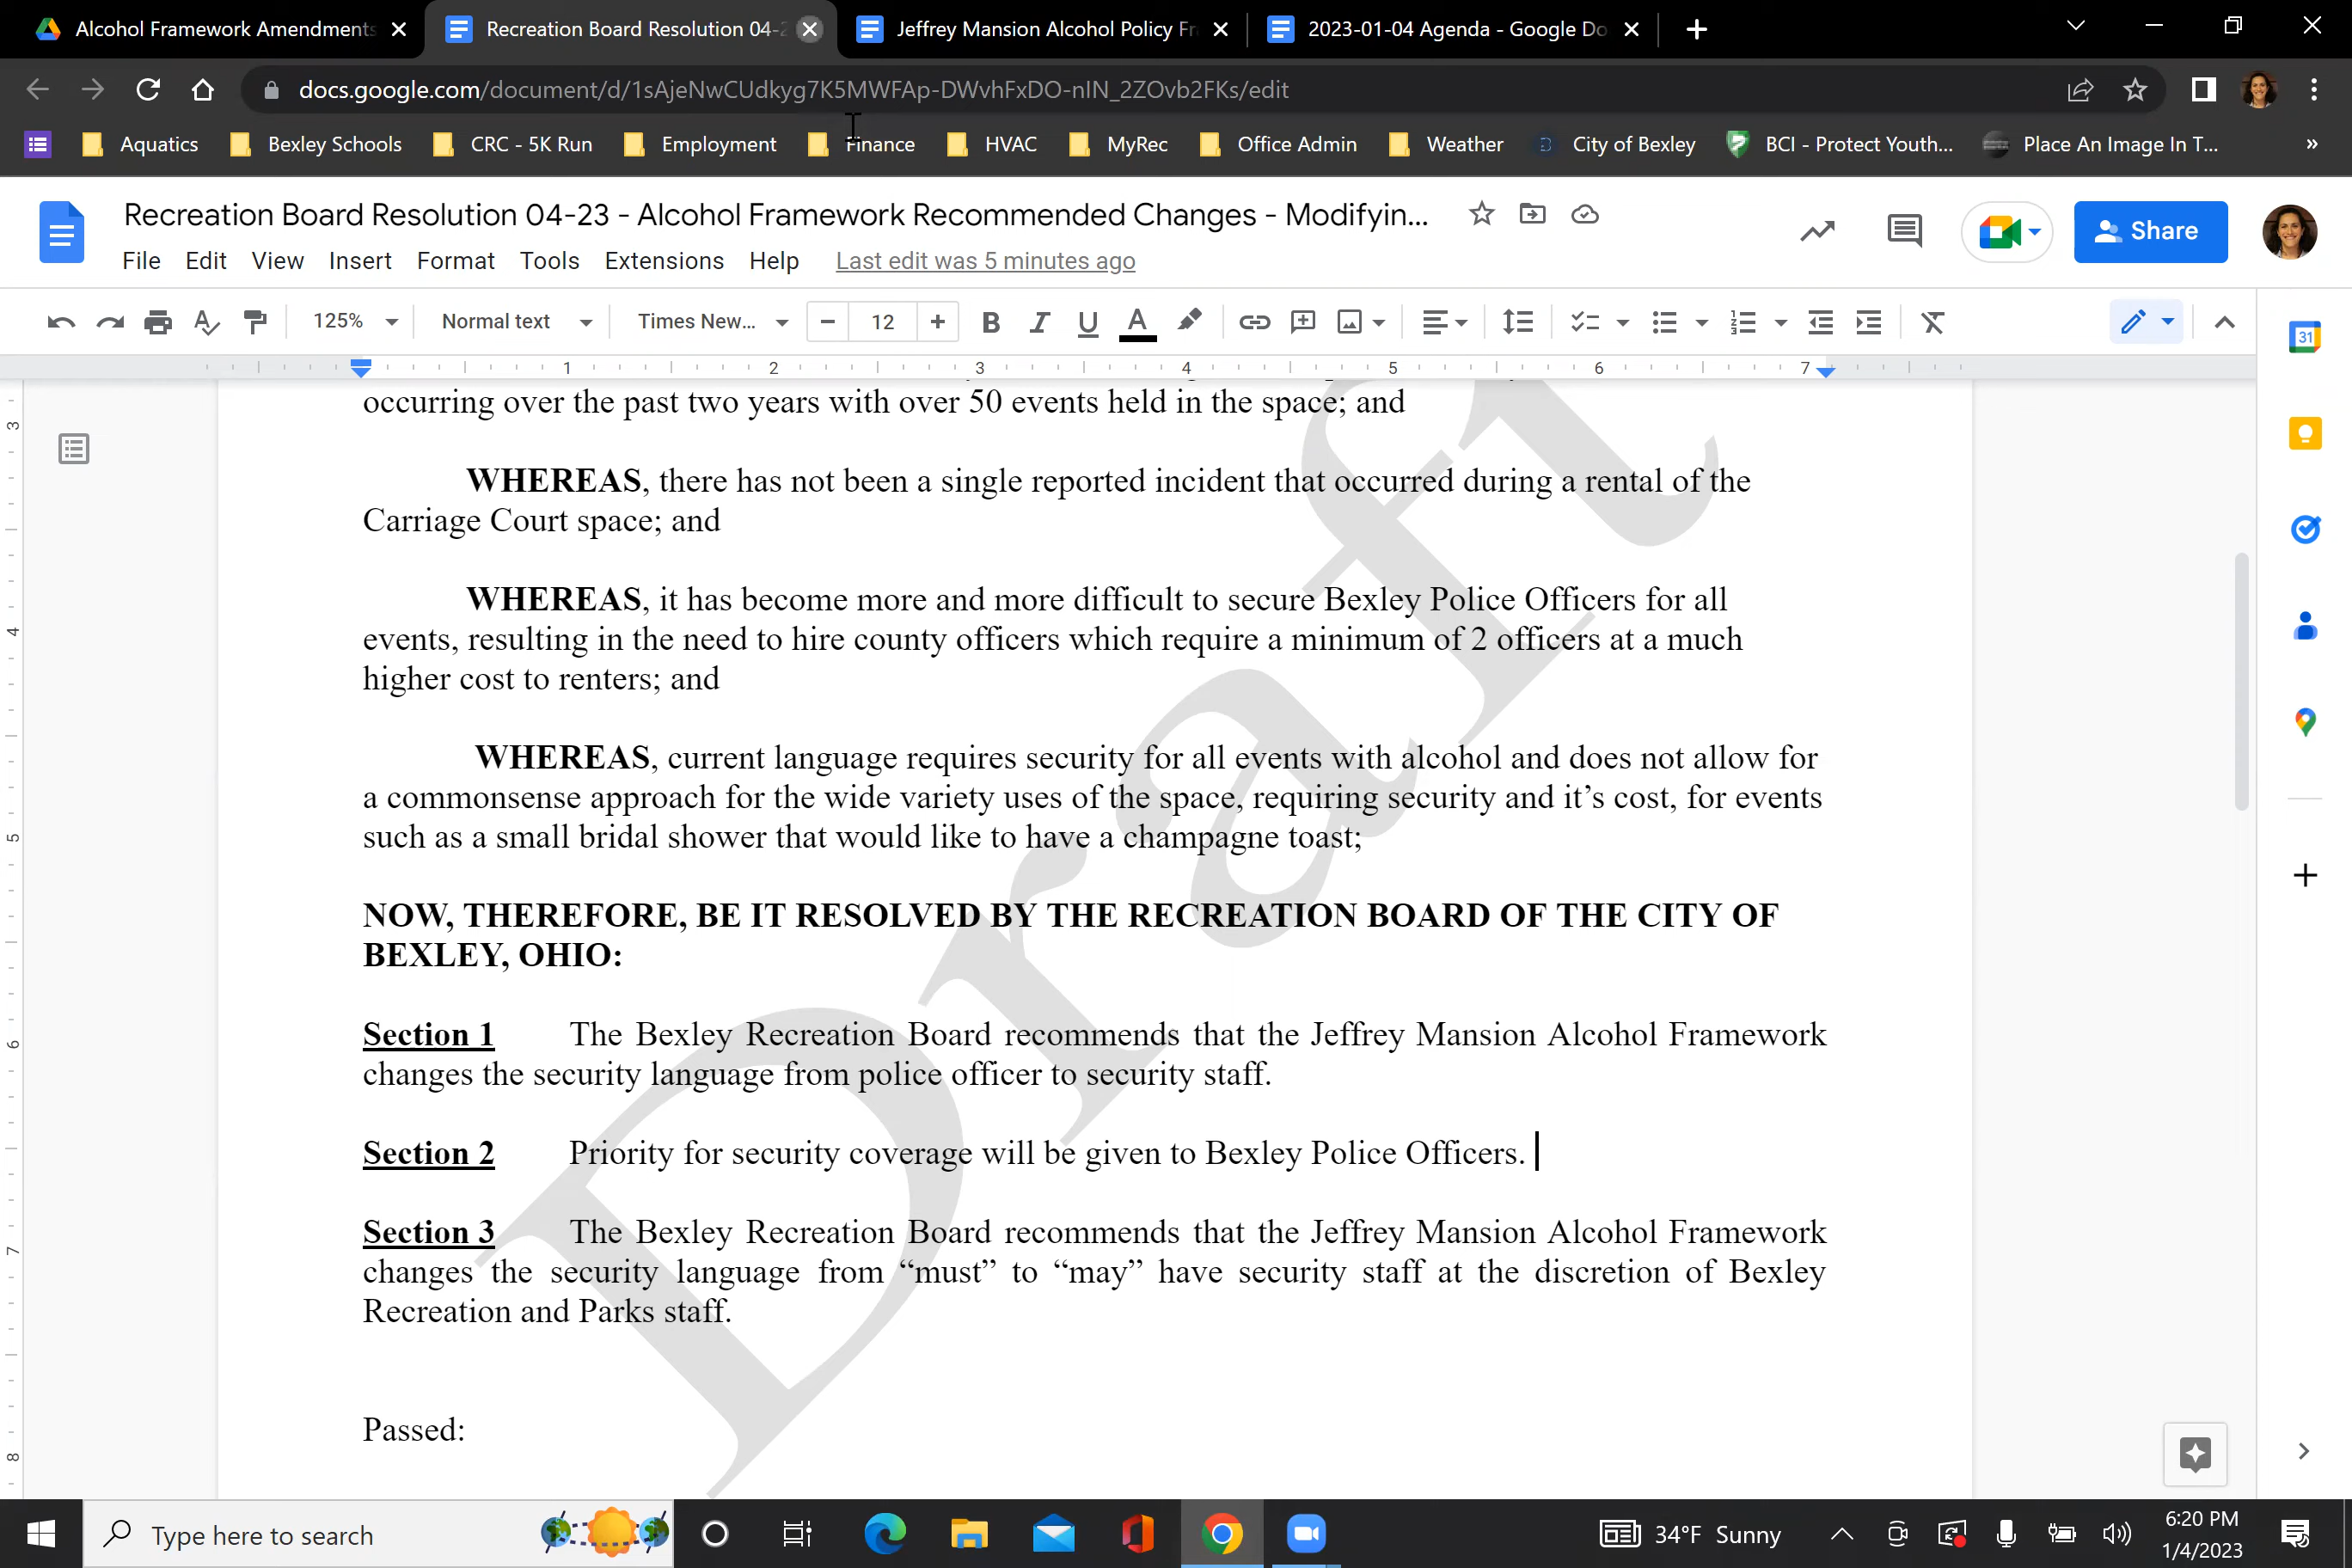 Alcohol Framework Amendments
Recreation Board Resolution 04-2
Jeffrey Mansion Alcohol Policy Fr
2023-01-04 Agenda - Google Do
docs.google.com/document/d/1sAjeNwCUdkyg7K5MWFAp-DWvhFxDO-nIN_2ZOvb2FKs/edit
Aquatics Bexley Schools CRC - 5K Run Employment Finance HVAC MyRec Office Admin Weather City of Bexley BCI - Protect Youth... Place An Image In T...
Recreation Board Resolution 04-23 - Alcohol Framework Recommended Changes - Modifyin...
File Edit View Insert Format Tools Extensions Help Last edit was 5 minutes ago
Share
125% Normal text Times New... 12
1 2 3 4 5 6 7
31
3
4
5
6
7
8
occurring over the past two years with over 50 events held in the space; and
WHEREAS, there has not been a single reported incident that occurred during a rental of the
Carriage Court space; and
WHEREAS, it has become more and more difficult to secure Bexley Police Officers for all
events, resulting in the need to hire county officers which require a minimum of 2 officers at a much
higher cost to renters; and
WHEREAS, current language requires security for all events with alcohol and does not allow for
a commonsense approach for the wide variety uses of the space, requiring security and it's cost, for events
such as a small bridal shower that would like to have a champagne toast;
NOW, THEREFORE, BE IT RESOLVED BY THE RECREATION BOARD OF THE CITY OF
BEXLEY, OHIO:
Section 1 The Bexley Recreation Board recommends that the Jeffrey Mansion Alcohol Framework
changes the security language from police officer to security staff.
Section 2 Priority for security coverage will be given to Bexley Police Officers.
Section 3 The Bexley Recreation Board recommends that the Jeffrey Mansion Alcohol Framework
changes the security language from “must” to “may” have security staff at the discretion of Bexley
Recreation and Parks staff.
Passed:
Draft
Type here to search
34°F Sunny
6:20 PM
1/4/2023